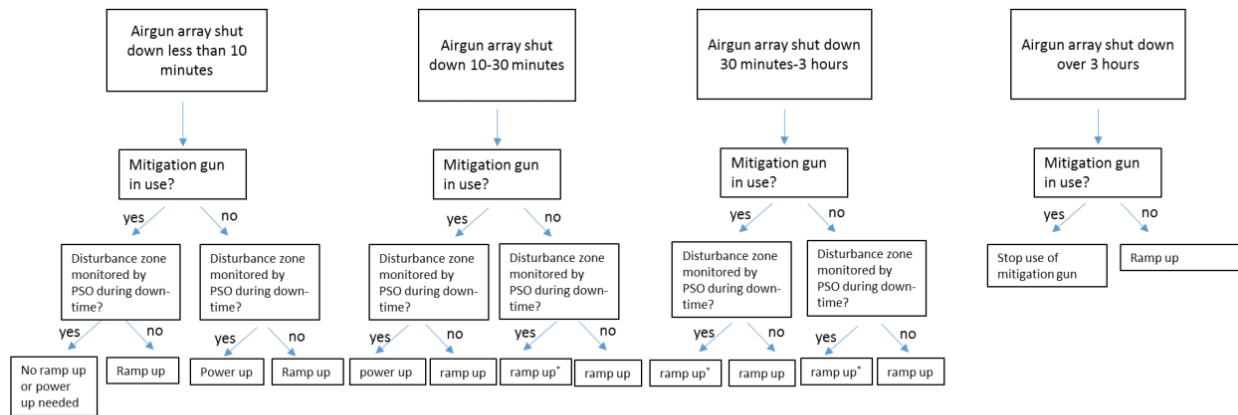 Airgun array shut
down less than 10
minutes
Mitigation gun
in use?
yes
no
Disturbance zone
monitored by
PSO during down-
time?
yes
no
No ramp up
or power
up needed
Ramp up
Disturbance zone
monitored by
PSO during down-
time?
yes
no
Power up
Ramp up
Airgun array shut
down 10-30 minutes
Mitigation gun
in use?
yes
no
Disturbance zone
monitored by
PSO during down-
time?
yes
no
power up
ramp up
Disturbance zone
monitored by
PSO during down-
time?
yes
no
ramp up*
ramp up
Airgun array shut down
30 minutes-3 hours
Mitigation gun
in use?
yes
no
Disturbance zone
monitored by
PSO during down-
time?
yes
no
ramp up*
ramp up
Disturbance zone
monitored by
PSO during down-
time?
yes
no
ramp up*
ramp up
Airgun array shut down
over 3 hours
Mitigation gun
in use?
yes
no
Stop use of
mitigation gun
Ramp up